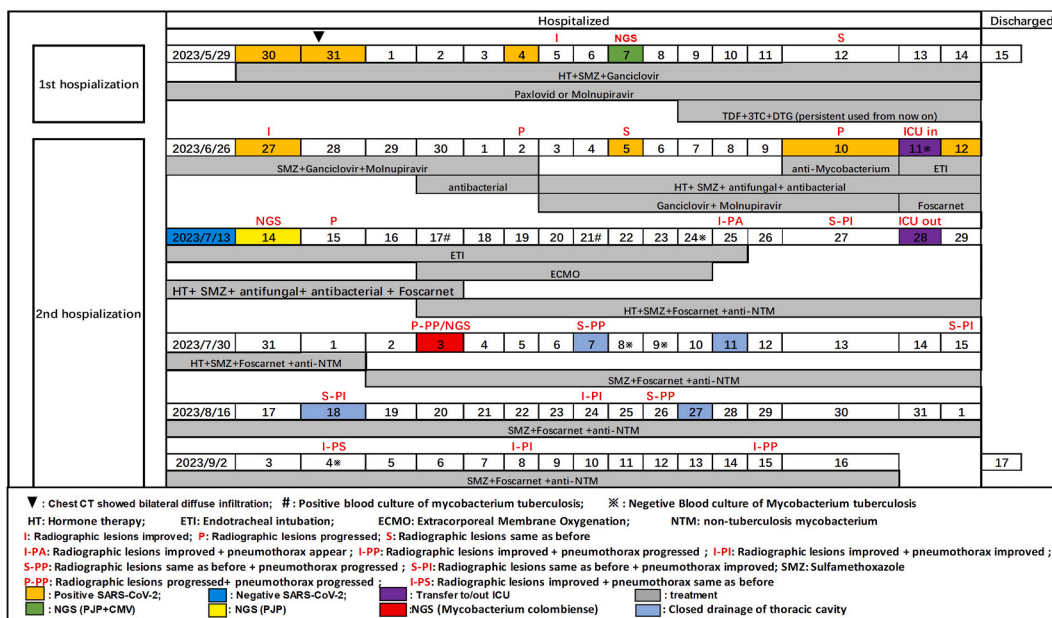 Hospitalized Discharged
I NGS S
2023/5/29 30 31 1 2 3 4 5 6 7 8 9 10 11 12 13 14 15
1st hospialization
HT+SMZ+Ganciclovir
Paxlovid or Molnupiravir
TDF+3TC+DTG (persistent used from now on)
I P S P ICU in
2023/6/26 27 28 29 30 1 2 3 4 5 6 7 8 9 10 11※ 12
SMZ+Ganciclovir+Molnupiravir anti-Mycobacterium ETI
antibacterial HT+ SMZ+ antifungal+ antibacterial
Ganciclovir+ Molnupiravir Foscarnet
NGS P I-PA S-PI ICU out
2023/7/13 14 15 16 17# 18 19 20 21# 22 23 24※ 25 26 27 28 29
ETI
ECMO
HT+ SMZ+ antifungal+ antibacterial + Foscarnet
2nd hospialization
HT+SMZ+Foscarnet +anti-NTM
P-PP/NGS S-PP S-PI
2023/7/30 31 1 2 3 4 5 6 7 8※ 9※ 10 11 12 13 14 15
HT+SMZ+Foscarnet +anti-NTM
SMZ+Foscarnet +anti-NTM
S-PI I-PI S-PP
2023/8/16 17 18 19 20 21 22 23 24 25 26 27 28 29 30 31 1
SMZ+Foscarnet +anti-NTM
I-PS I-PI I-PP
2023/9/2 3 4※ 5 6 7 8 9 10 11 12 13 14 15 16 17
SMZ+Foscarnet +anti-NTM
▼ : Chest CT showed bilateral diffuse infiltration; # : Positive blood culture of mycobacterium tuberculosis; ※ : Negetive Blood culture of Mycobacterium tuberculosis
HT: Hormone therapy; ETI: Endotracheal intubation; ECMO: Extracorporeal Membrane Oxygenation; NTM: non-tuberculosis mycobacterium
I: Radiographic lesions improved; P: Radiographic lesions progressed; S: Radiographic lesions same as before
I-PA: Radiographic lesions improved + pneumothorax appear ; I-PP: Radiographic lesions improved + pneumothorax progressed ; I-PI: Radiographic lesions improved + pneumothorax improved ;
S-PP: Radiographic lesions same as before + pneumothorax progressed ; S-PI: Radiographic lesions same as before + pneumothorax improved; SMZ: Sulfamethoxazole
P-PP: Radiographic lesions progressed+ pneumothorax progressed ; I-PS: Radiographic lesions improved + pneumothorax same as before
: Positive SARS-CoV-2; : Negative SARS-CoV-2; : Transfer to/out ICU : treatment
: NGS (PJP+CMV) : NGS (PJP) :NGS (Mycobacterium colombiense) : Closed drainage of thoracic cavity